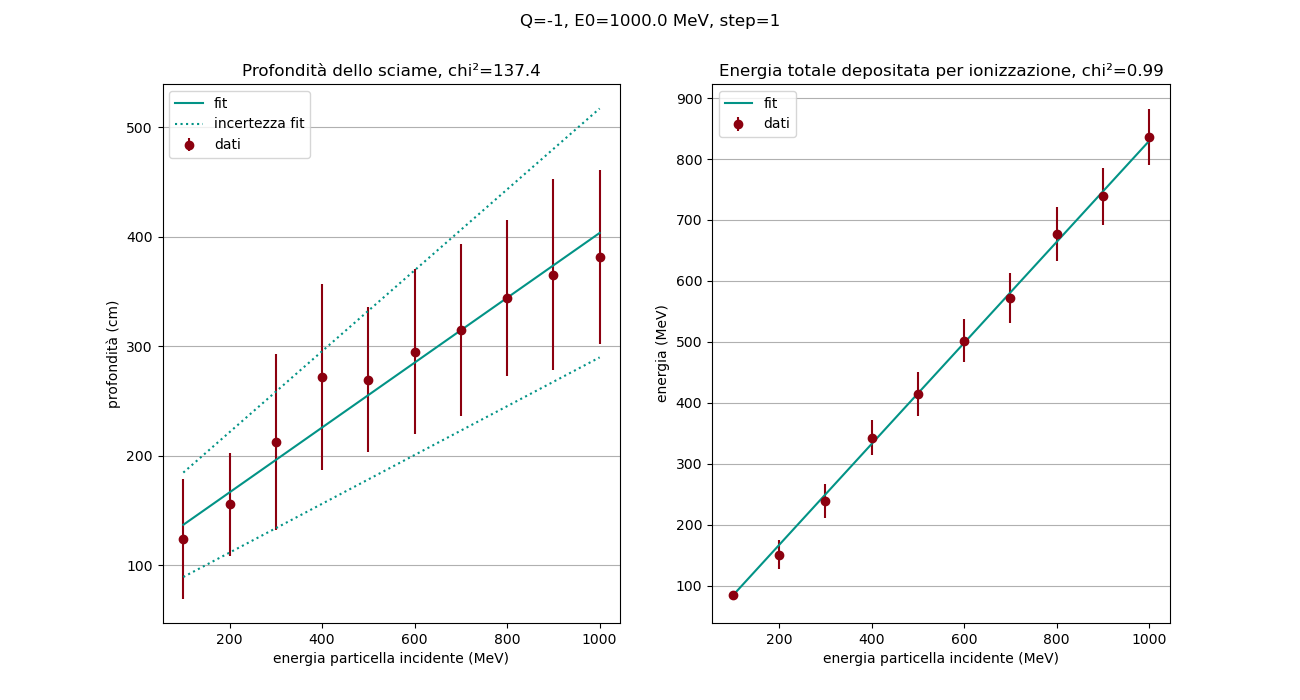 Q=-1, E0=1000.0 MeV, step=1
Profondità dello sciame, chi²=137.4
fit
incertezza fit
dati
500
400
300
200
100
profondità (cm)
200 400 600 800 1000
energia particella incidente (MeV)
Energia totale depositata per ionizzazione, chi²=0.99
fit
dati
900
800
700
600
500
400
300
200
100
energia (MeV)
200 400 600 800 1000
energia particella incidente (MeV)